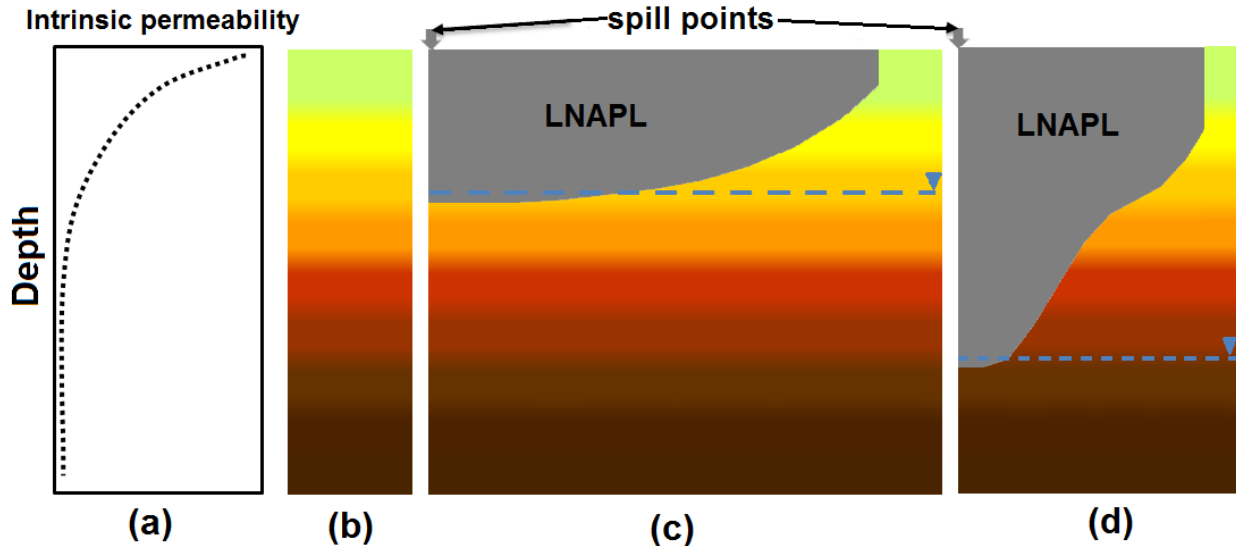 Intrinsic permeability
spill points
LNAPL
LNAPL
Depth
(a)
(b)
(c)
(d)